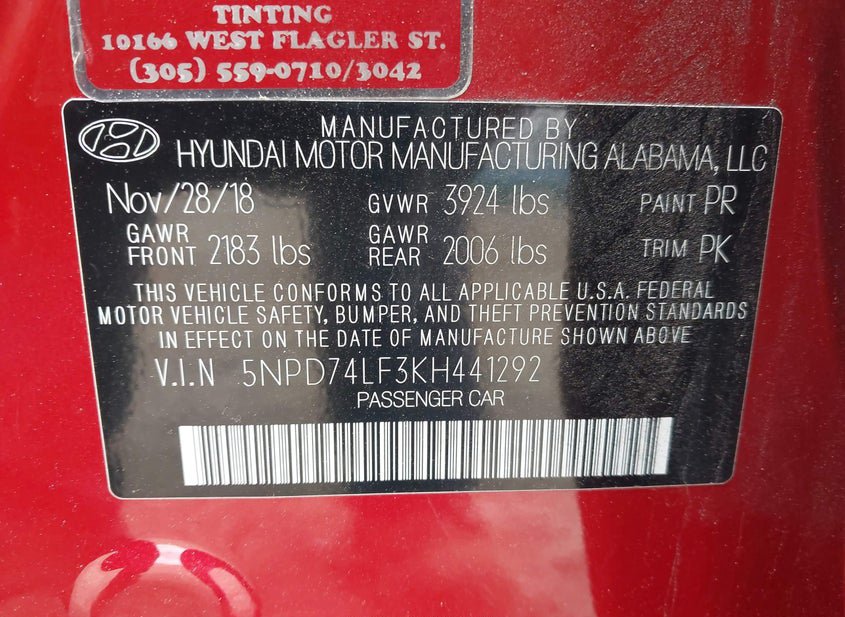 TINTING
10166 WEST FLAGLER ST.
(305) 559-0710/3042
MANUFACTURED BY
HYUNDAI MOTOR MANUFACTURING ALABAMA, LLC
Nov/28/18 GVWR 3924 lbs PAINT PR
GAWR FRONT 2183 lbs GAWR REAR 2006 lbs TRIM PK
THIS VEHICLE CONFORMS TO ALL APPLICABLE U.S.A. FEDERAL
MOTOR VEHICLE SAFETY, BUMPER, AND THEFT PREVENTION STANDARDS
IN EFFECT ON THE DATE OF MANUFACTURE SHOWN ABOVE
V.I.N 5NPD74LF3KH441292
PASSENGER CAR